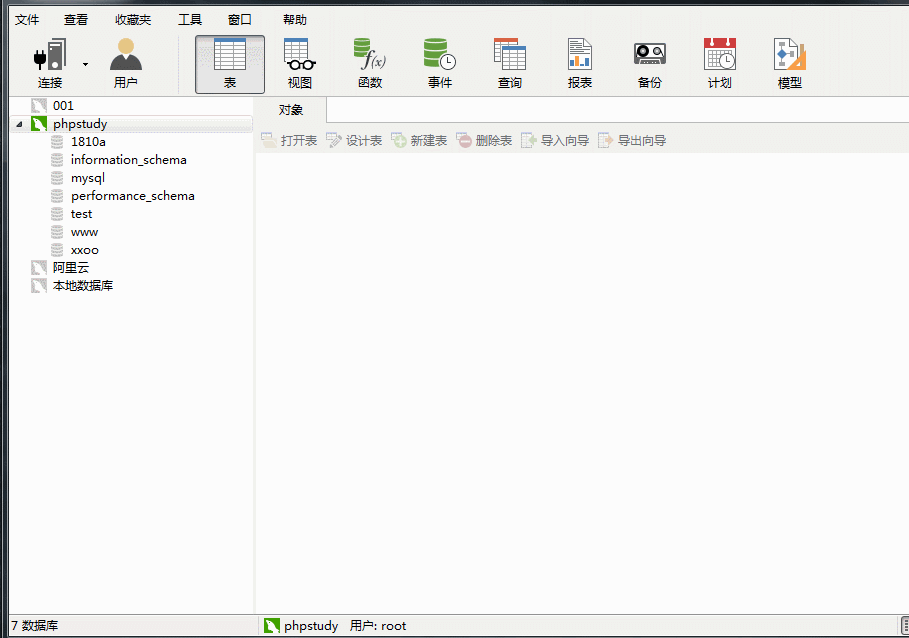 文件 查看 收藏夹 工具 窗口 帮助
连接 用户 表 视图 f(x) 函数 事件 查询 报表 备份 计划 模型
001
phpstudy
1810a
information_schema
mysql
performance_schema
test
www
xxoo
阿里云
本地数据库
对象
打开表 设计表 新建表 删除表 导入向导 导出向导
7 数据库 phpstudy 用户: root